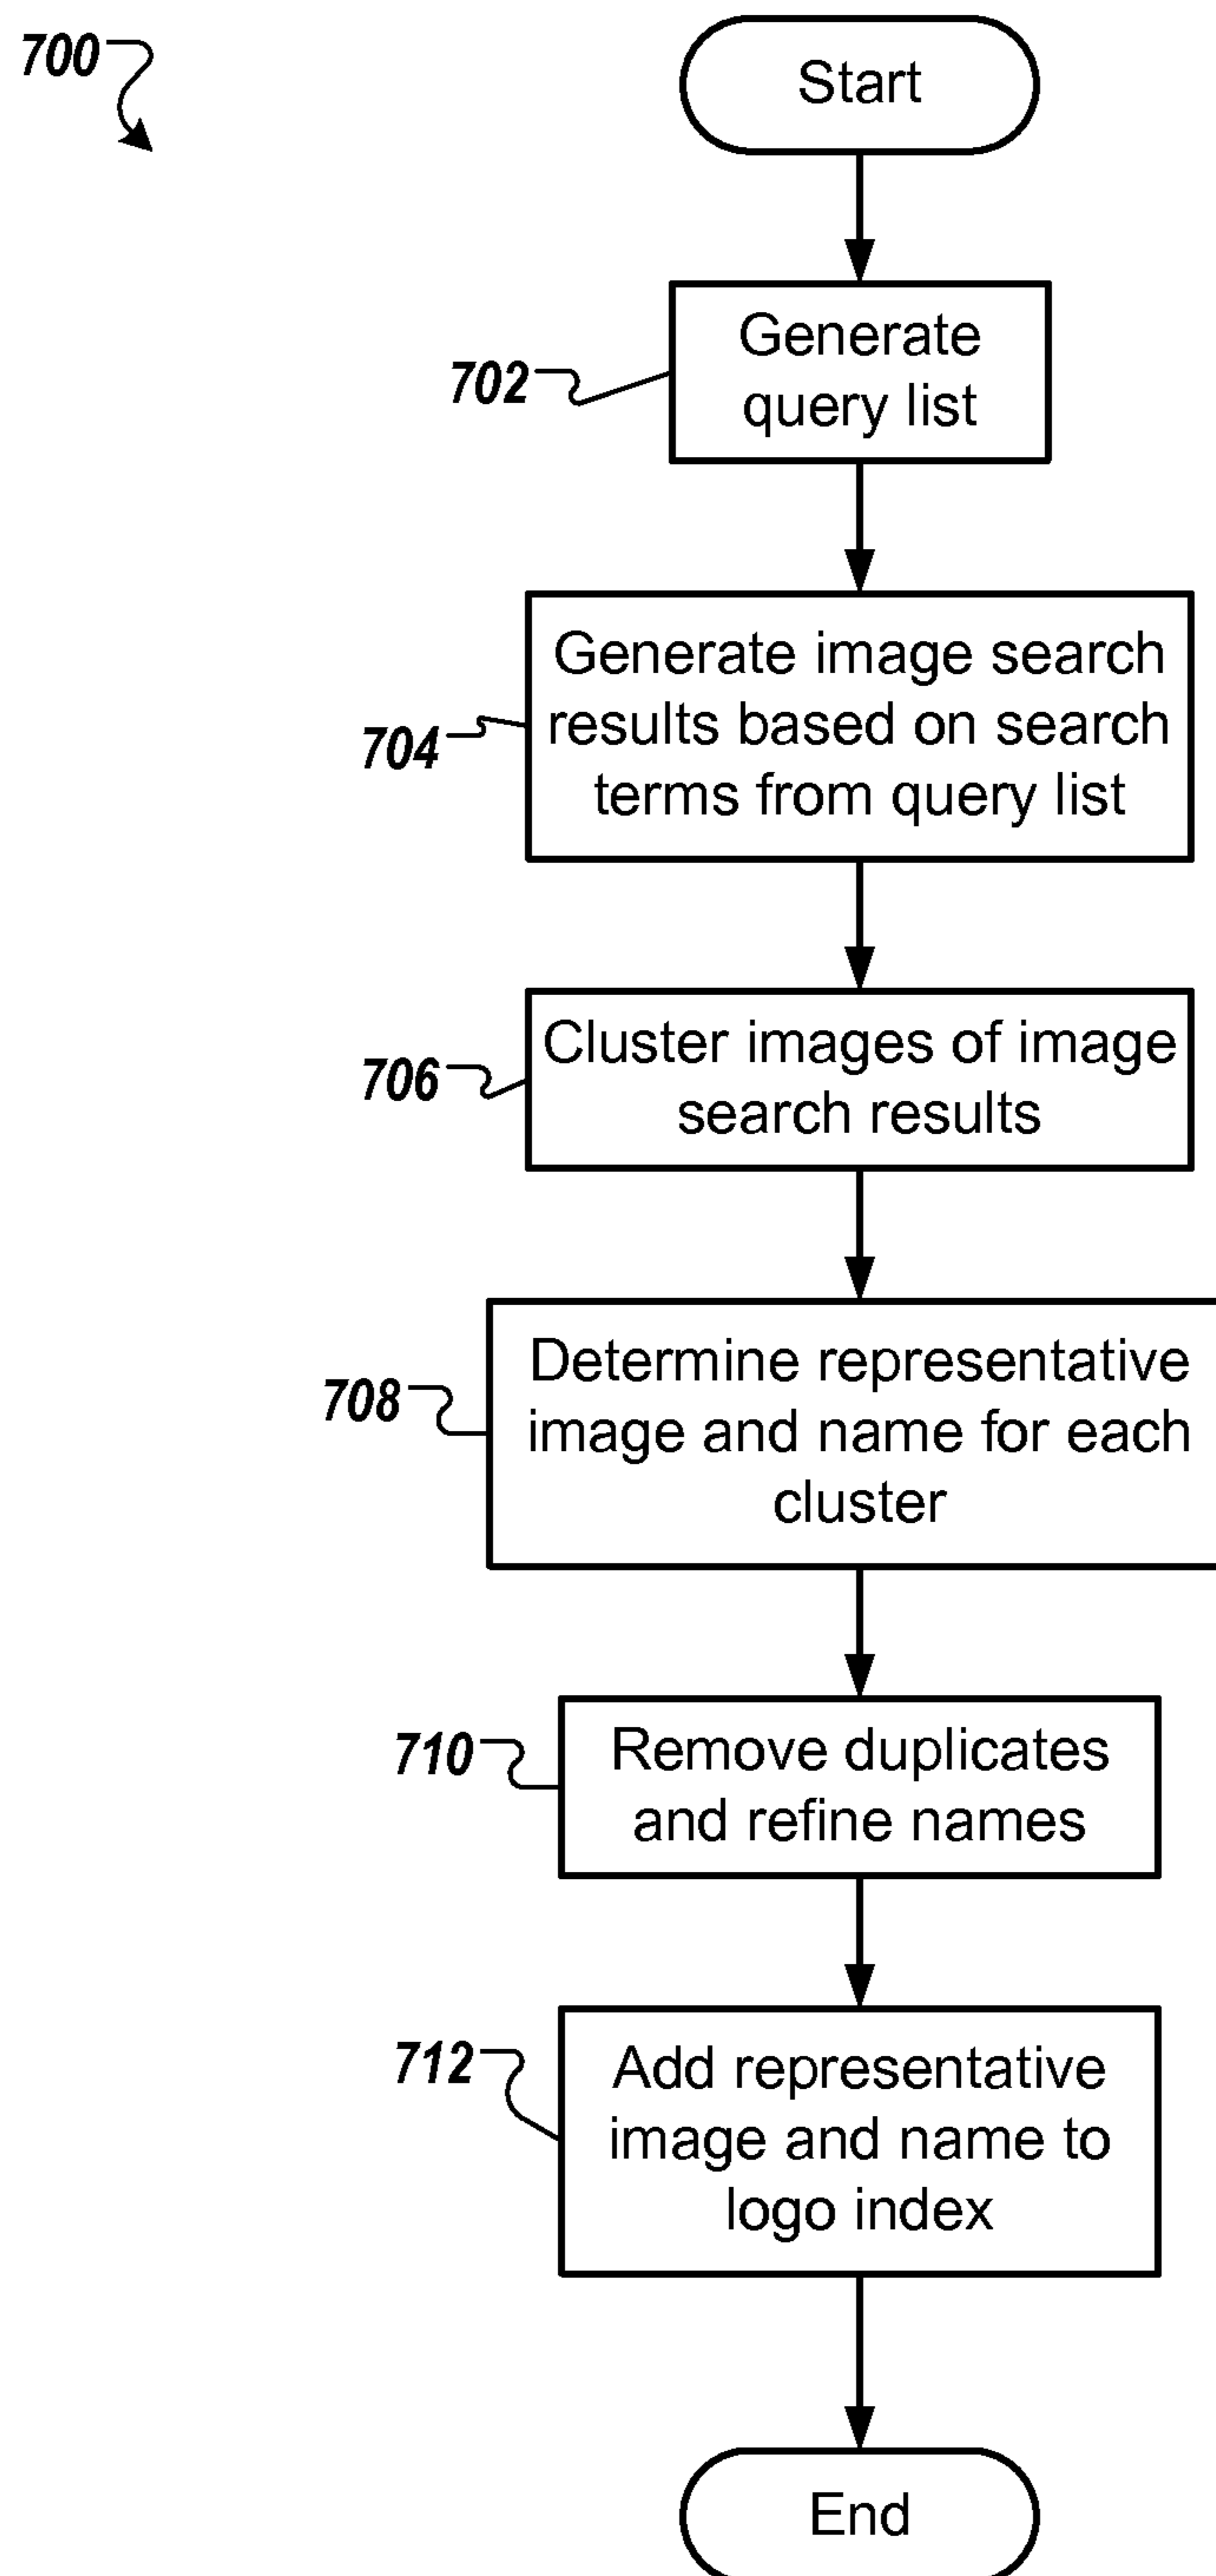 700
Start
702
Generate
query list
704
Generate image search
results based on search
terms from query list
706
Cluster images of image
search results
708
Determine representative
image and name for each
cluster
710
Remove duplicates
and refine names
712
Add representative
image and name to
logo index
End